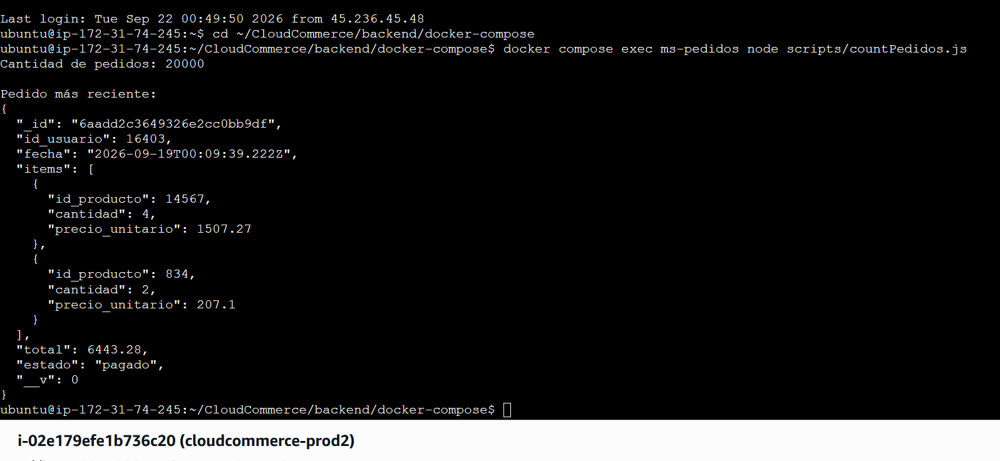 Last login: Tue Sep 22 00:49:50 2026 from 45.236.45.48
ubuntu@ip-172-31-74-245:~$ cd ~/CloudCommerce/backend/docker-compose
ubuntu@ip-172-31-74-245:~/CloudCommerce/backend/docker-compose$ docker compose exec ms-pedidos node scripts/countPedidos.js
Cantidad de pedidos: 20000

Pedido más reciente:
{
  "_id": "6aadd2c3649326e2cc0bb9df",
  "id_usuario": 16403,
  "fecha": "2026-09-19T00:09:39.222Z",
  "items": [
    {
      "id_producto": 14567,
      "cantidad": 4,
      "precio_unitario": 1507.27
    },
    {
      "id_producto": 834,
      "cantidad": 2,
      "precio_unitario": 207.1
    }
  ],
  "total": 6443.28,
  "estado": "pagado",
  "__v": 0
}
ubuntu@ip-172-31-74-245:~/CloudCommerce/backend/docker-compose$
i-02e179efe1b736c20 (cloudcommerce-prod2)